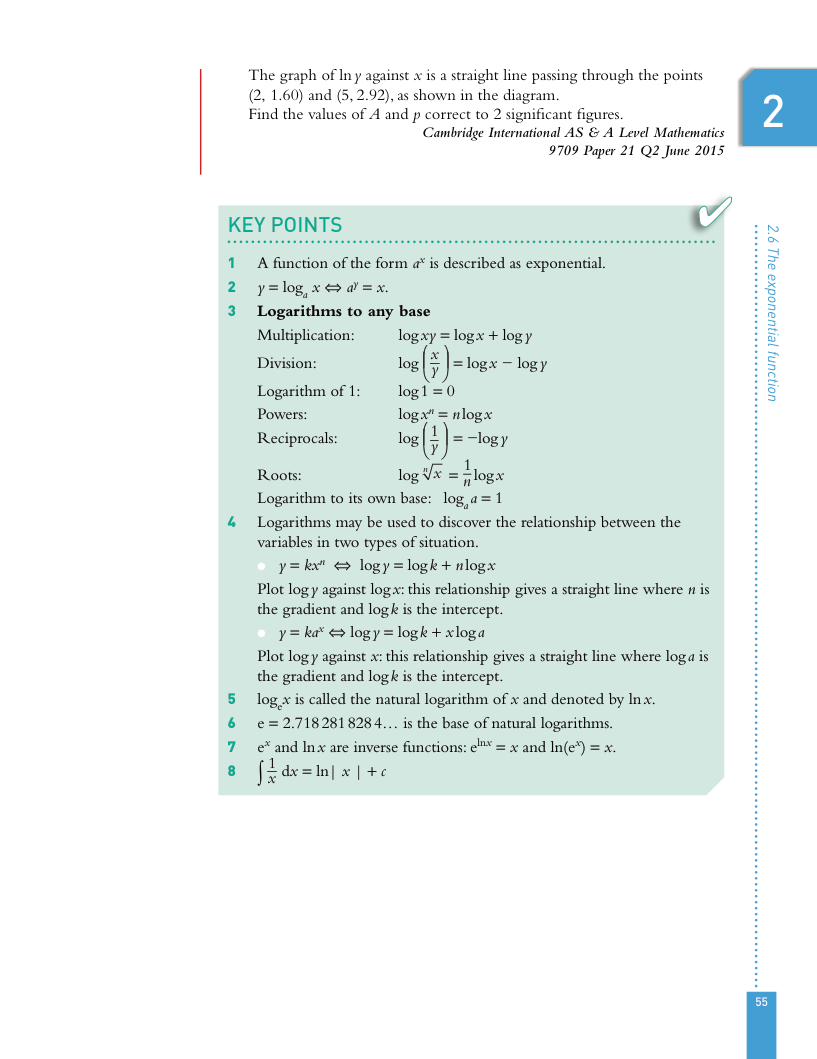 The graph of ln y against x is a straight line passing through the points
(2, 1.60) and (5, 2.92), as shown in the diagram.
Find the values of A and p correct to 2 significant figures.
Cambridge International AS & A Level Mathematics
9709 Paper 21 Q2 June 2015
2
2.6 The exponential function
KEY POINTS
1 A function of the form aˣ is described as exponential.
2 y = logₐ x ⇔ aʸ = x.
3 Logarithms to any base
Multiplication: log xy = log x + log y
Division: log (x/y) = log x − log y
Logarithm of 1: log 1 = 0
Powers: log xⁿ = n log x
Reciprocals: log (1/y) = −log y
Roots: log ⁿ√x = 1/n log x
Logarithm to its own base: logₐ a = 1
4 Logarithms may be used to discover the relationship between the
variables in two types of situation.
● y = kxⁿ ⇔ log y = log k + n log x
Plot log y against log x: this relationship gives a straight line where n is
the gradient and log k is the intercept.
● y = kaˣ ⇔ log y = log k + x log a
Plot log y against x: this relationship gives a straight line where log a is
the gradient and log k is the intercept.
5 logₑx is called the natural logarithm of x and denoted by ln x.
6 e = 2.718 281 828 4… is the base of natural logarithms.
7 eˣ and ln x are inverse functions: e^(ln x) = x and ln(eˣ) = x.
8 ∫ 1/x dx = ln| x | + c
55